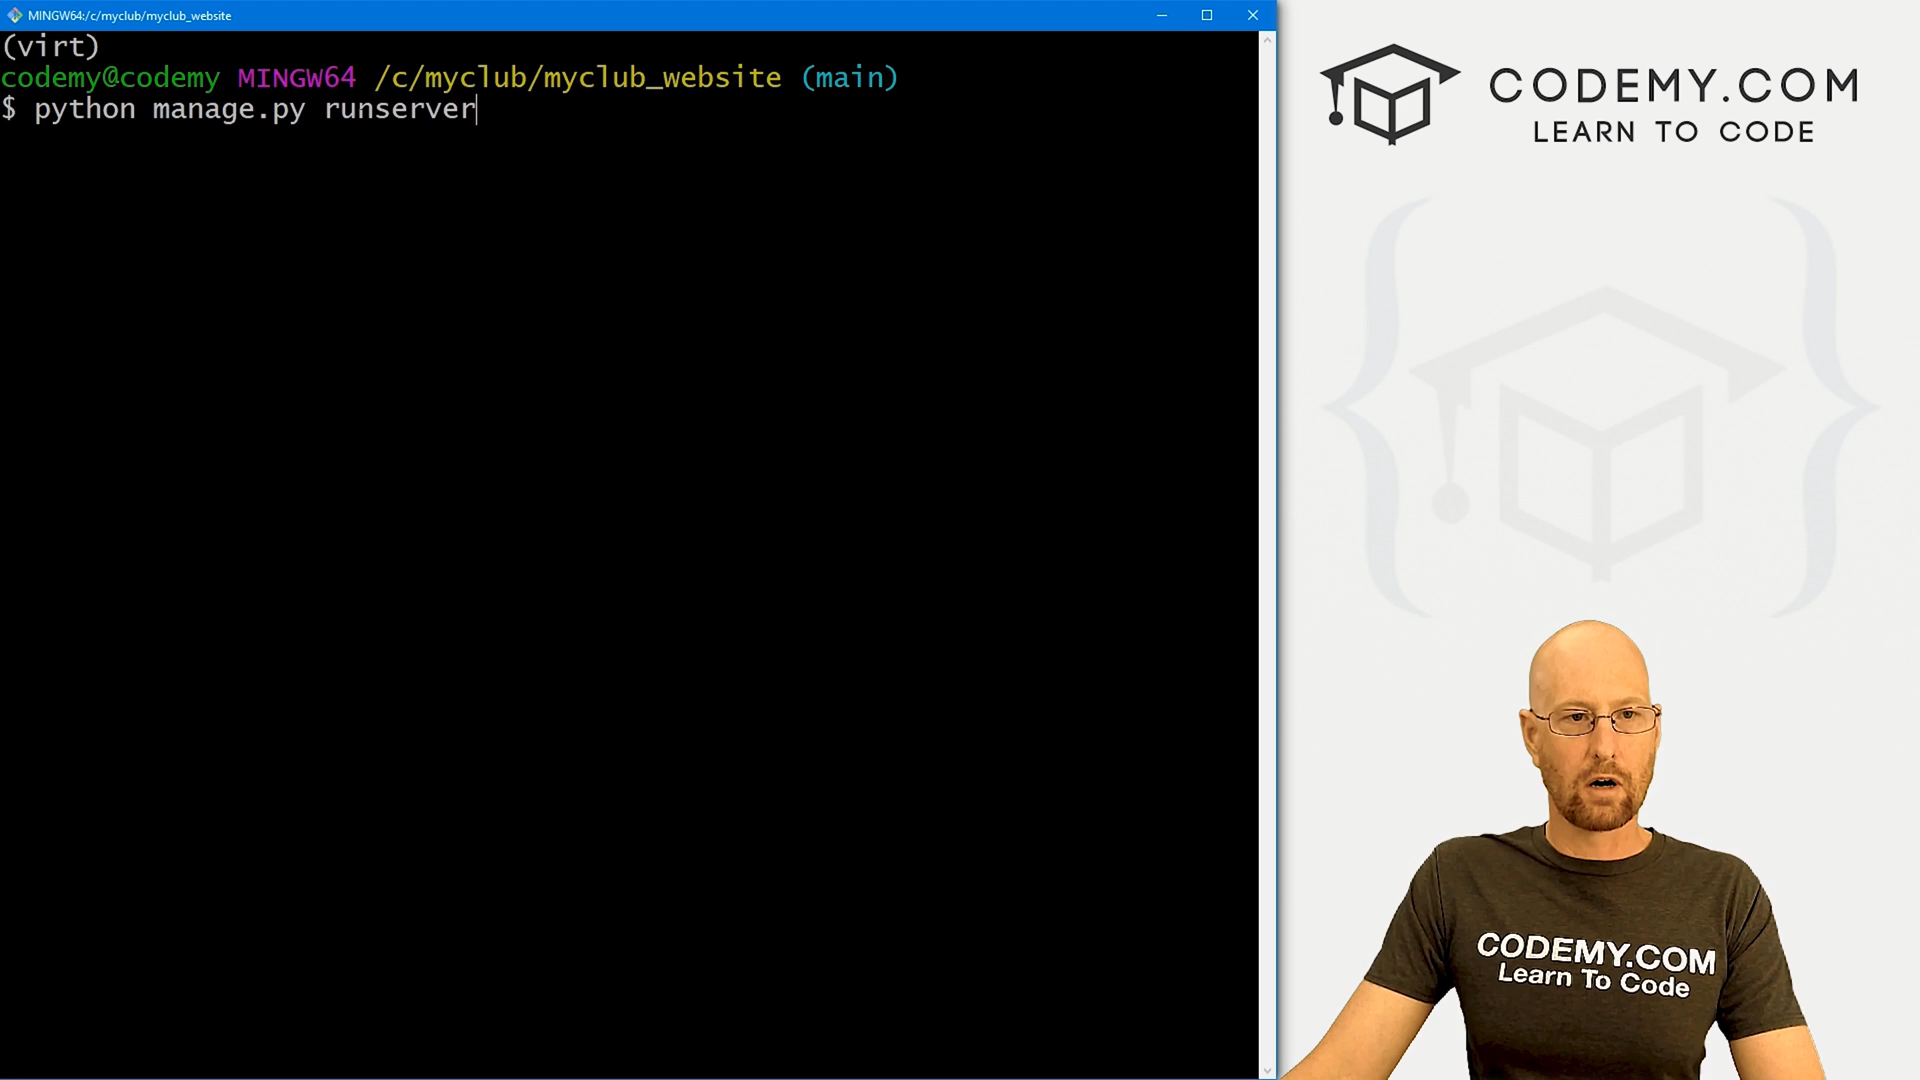 MINGW64:/c/myclub/myclub_website
(virt)
codemy@codemy MINGW64 /c/myclub/myclub_website (main)
$ python manage.py runserver
CODEMY.COM
LEARN TO CODE
CODEMY.COM
Learn To Code